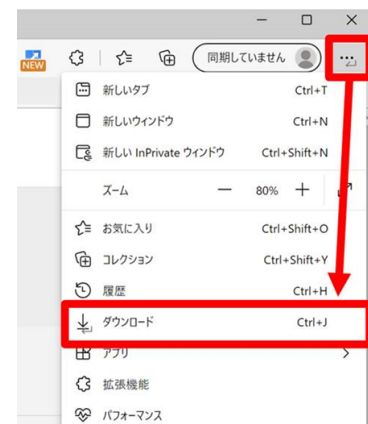 NEW
同期していません
新しいタブ Ctrl+T
新しいウィンドウ Ctrl+N
新しい InPrivate ウィンドウ Ctrl+Shift+N
ズーム 80%
お気に入り Ctrl+Shift+O
コレクション Ctrl+Shift+Y
履歴 Ctrl+H
ダウンロード Ctrl+J
アプリ
拡張機能
パフォーマンス